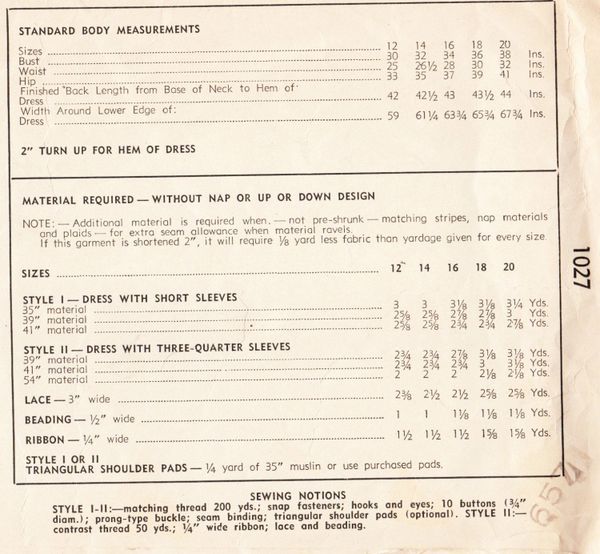 STANDARD BODY MEASUREMENTS
Sizes 12 14 16 18 20
Bust 30 32 34 36 38 Ins.
Waist 25 26½ 28 30 32 Ins.
Hip 33 35 37 39 41 Ins.
Finished Back Length from Base of Neck to Hem of
Dress 42 42½ 43 43½ 44 Ins.
Width Around Lower Edge of:
Dress 59 61¼ 63¾ 65¾ 67¾ Ins.
2" TURN UP FOR HEM OF DRESS
MATERIAL REQUIRED — WITHOUT NAP OR UP OR DOWN DESIGN
NOTE: — Additional material is required when. — not pre-shrunk — matching stripes, nap materials
and plaids — for extra seam allowance when material ravels.
If this garment is shortened 2", it will require ⅛ yard less fabric than yardage given for every size.
SIZES 12 14 16 18 20
STYLE I — DRESS WITH SHORT SLEEVES
35" material 3 3 3⅛ 3⅛ 3¼ Yds.
39" material 2⅝ 2⅝ 2⅞ 2⅞ 3 Yds.
41" material 2⅝ 2⅝ 2¾ 2¾ 2⅞ Yds.
STYLE II — DRESS WITH THREE-QUARTER SLEEVES
39" material 2¾ 2¾ 2⅞ 3⅛ 3⅛ Yds.
41" material 2¾ 2¾ 2¾ 3 3⅛ Yds.
54" material 2 2 2 2⅛ 2⅛ Yds.
LACE — 3" wide 2⅜ 2½ 2½ 2⅝ 2⅝ Yds.
BEADING — ½" wide 1 1 1⅛ 1⅛ 1⅛ Yds.
RIBBON — ¼" wide 1½ 1½ 1½ 1⅝ 1⅝ Yds.
STYLE I OR II
TRIANGULAR SHOULDER PADS — ¼ yard of 35" muslin or use purchased pads.
SEWING NOTIONS
STYLE I-II:—matching thread 200 yds.; snap fasteners; hooks and eyes; 10 buttons (¾"
diam.); prong-type buckle; seam binding; triangular shoulder pads (optional). STYLE II:—
contrast thread 50 yds.; ¼" wide ribbon; lace and beading.
1027